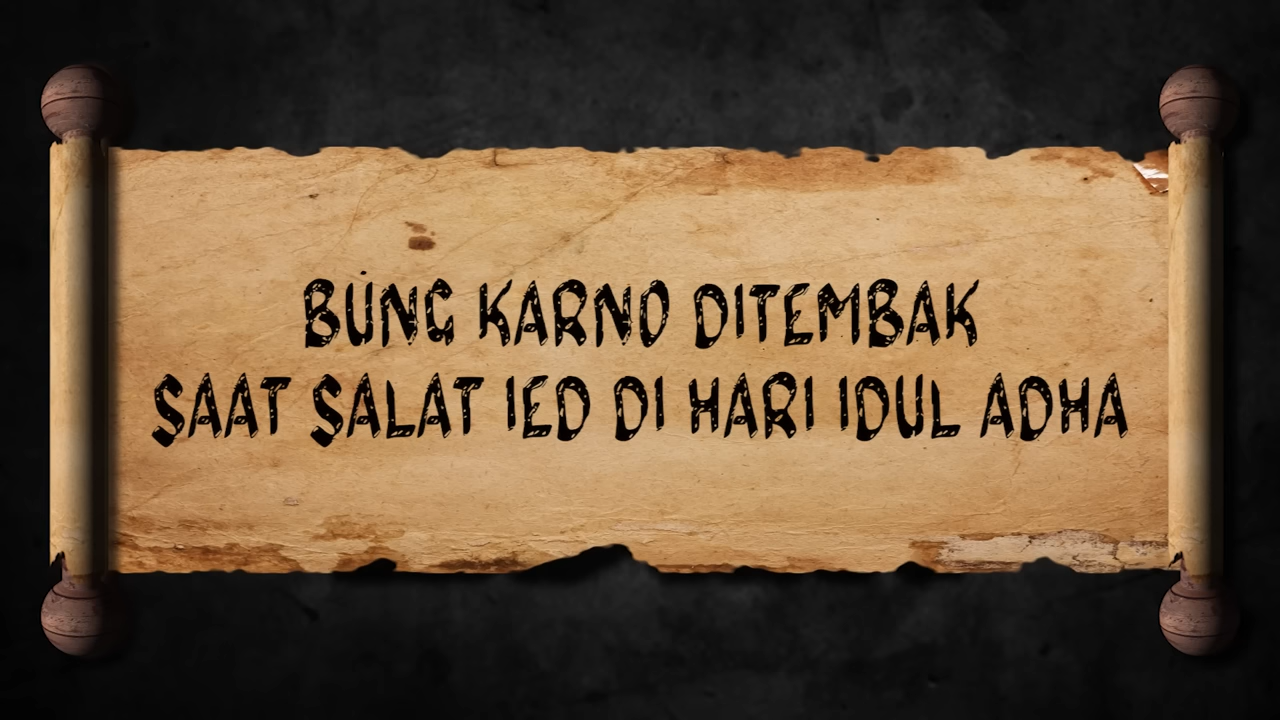 BUNG KARNO DITEMBAK
SAAT SALAT IED DI HARI IDUL ADHA